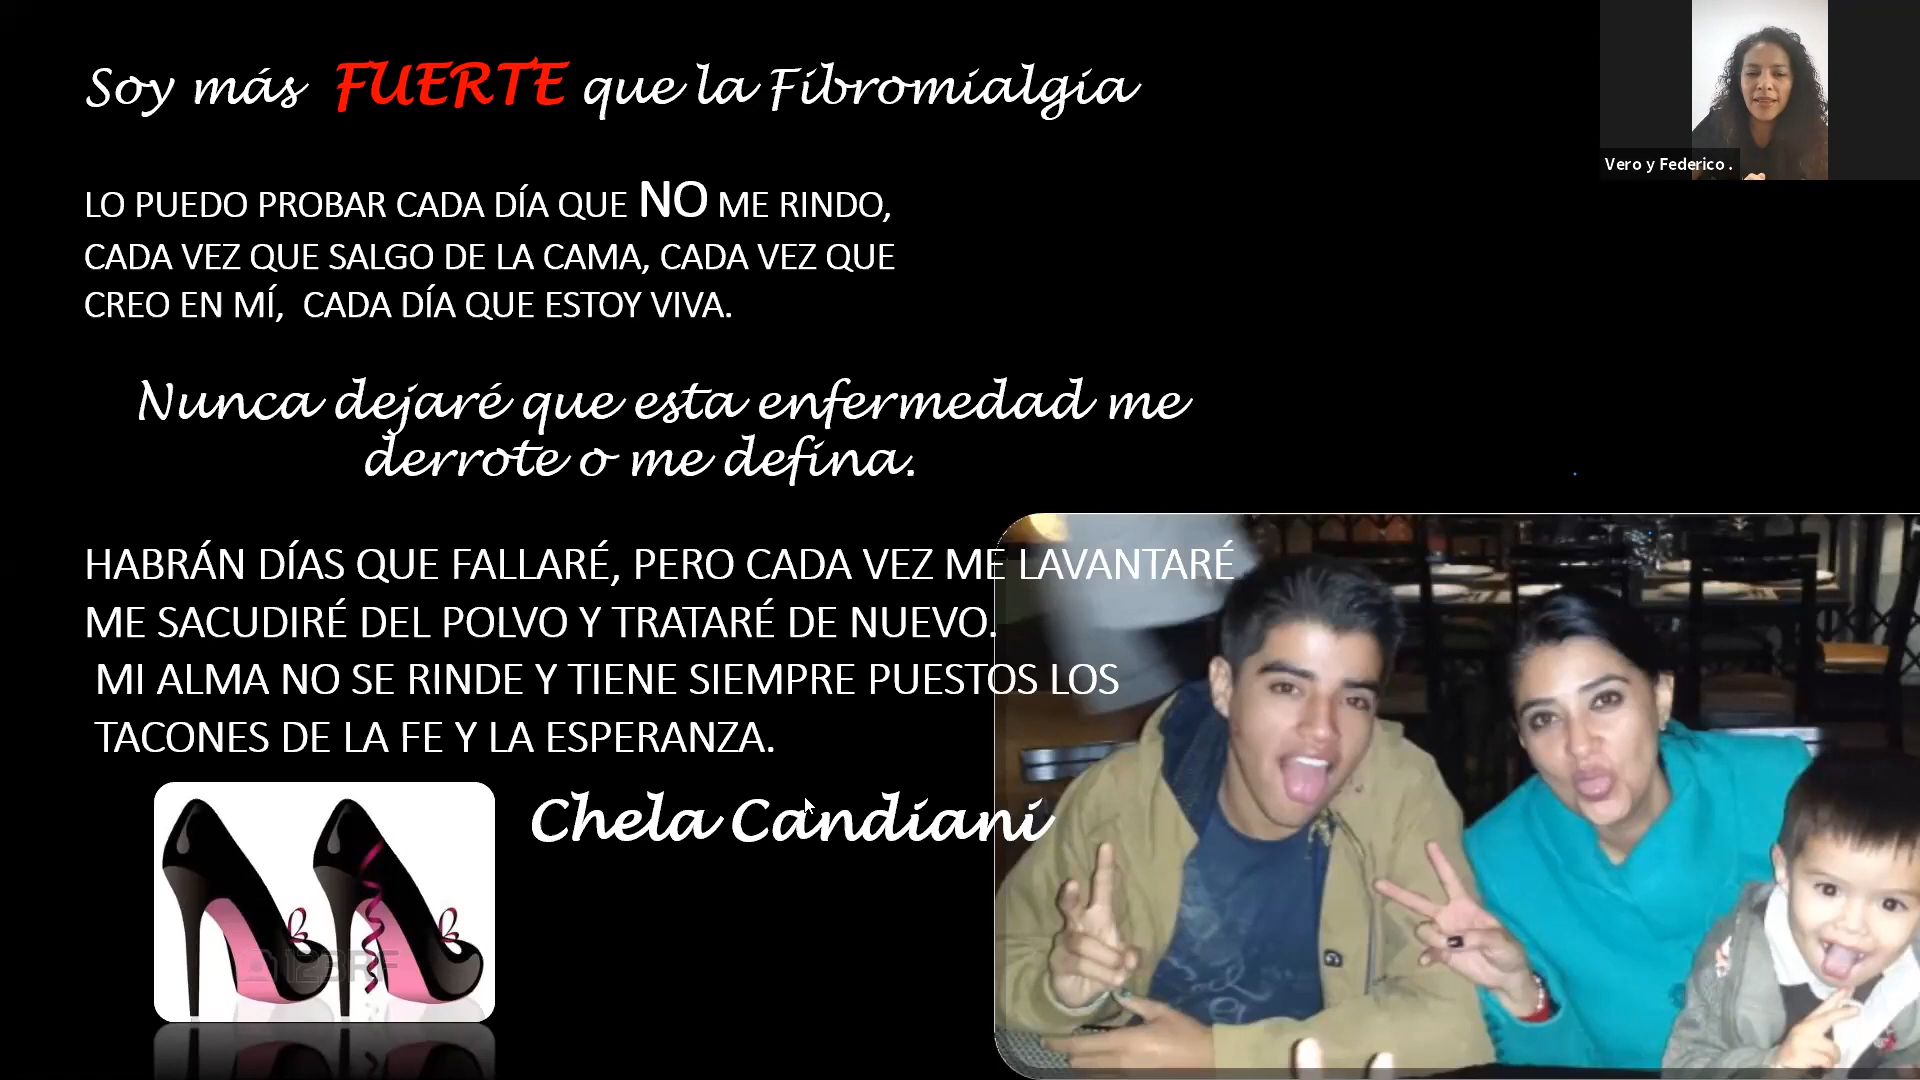 Soy más FUERTE que la Fibromialgia
Vero y Federico .
LO PUEDO PROBAR CADA DÍA QUE NO ME RINDO,
CADA VEZ QUE SALGO DE LA CAMA, CADA VEZ QUE
CREO EN MÍ, CADA DÍA QUE ESTOY VIVA.
Nunca dejaré que esta enfermedad me
derrote o me defina.
HABRÁN DÍAS QUE FALLARÉ, PERO CADA VEZ ME LAVANTARÉ
ME SACUDIRÉ DEL POLVO Y TRATARÉ DE NUEVO.
MI ALMA NO SE RINDE Y TIENE SIEMPRE PUESTOS LOS
TACONES DE LA FE Y LA ESPERANZA.
Chela Candiani
123RF